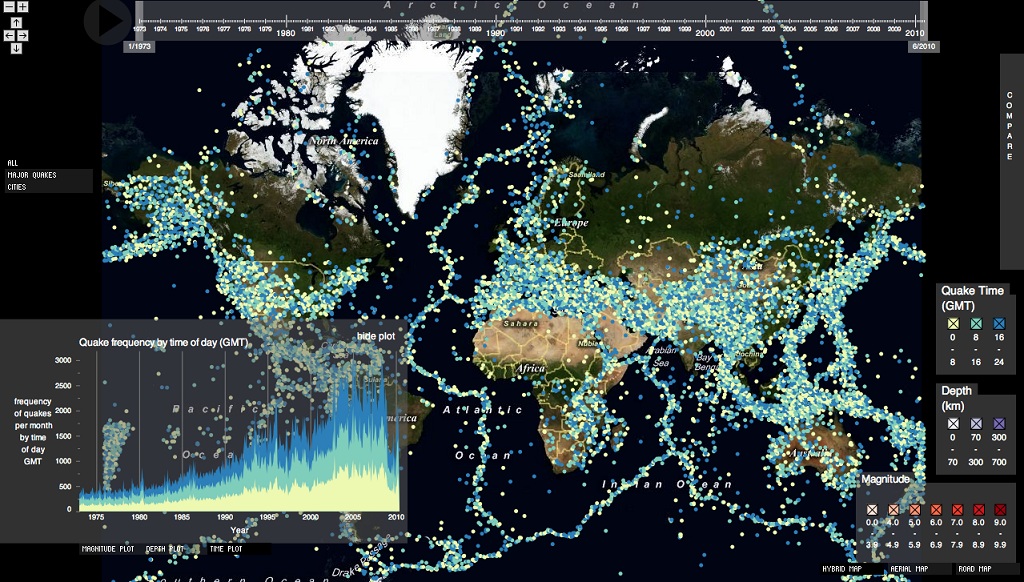 Arctic Ocean
1973 1974 1975 1976 1977 1978 1979 1980 1981 1982 1983 1984 1985 1986 1987 1988 1989 1990 1991 1992 1993 1994 1995 1996 1997 1998 1999 2000 2001 2002 2003 2004 2005 2006 2007 2008 2009 2010
1/1973
6/2010
COMPARE
ALL
MAJOR QUAKES
CITIES
North America
Scandland
Europe
Sahara
Nubia
Africa
Arabian
Sea
Bay
Atlantic
Ocean
Indian Ocean
hide plot
Quake frequency by time of day (GMT)
frequency
of quakes
per month
by time
of day
GMT
3000
2500
2000
1500
1000
500
0
1975 1980 1985 1990 1995 2000 2005 2010
Year
Pacific
Ocea
MAGNITUDE PLOT
DEPTH PLOT
TIME PLOT
Quake Time
(GMT)
0 8 16
- - -
8 16 24
Depth
(km)
0 70 300
- - -
70 300 700
Magnitude
0.0 4.0 5.0 6.0 7.0 8.0 9.0
- - - - - - -
3.9 4.9 5.9 6.9 7.9 8.9 9.9
HYBRID MAP
AERIAL MAP
ROAD MAP
Drake Passage
Southern Ocean